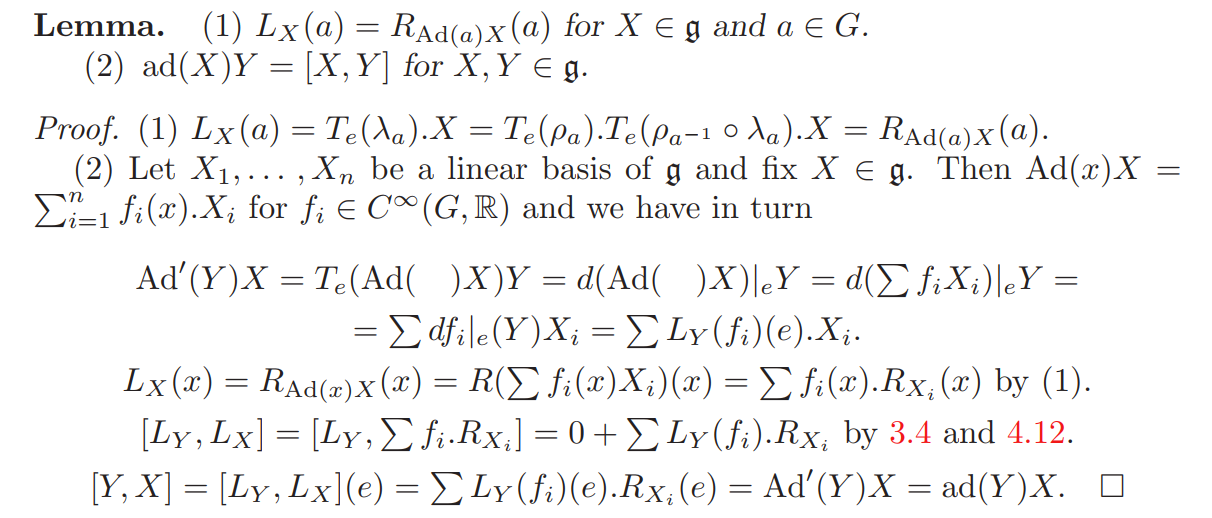 Lemma. (1) L_X(a) = R_{Ad(a)X}(a) for X ∈ 𝔤 and a ∈ G.
(2) ad(X)Y = [X, Y] for X, Y ∈ 𝔤.
Proof. (1) L_X(a) = T_e(λ_a).X = T_e(ρ_a).T_e(ρ_{a^{-1}} ∘ λ_a).X = R_{Ad(a)X}(a).
(2) Let X_1, . . . , X_n be a linear basis of 𝔤 and fix X ∈ 𝔤. Then Ad(x)X =
∑_{i=1}^n f_i(x).X_i for f_i ∈ C^∞(G, ℝ) and we have in turn
Ad′(Y)X = T_e(Ad( )X)Y = d(Ad( )X)|_eY = d(∑ f_iX_i)|_eY =
= ∑ df_i|_e(Y)X_i = ∑ L_Y(f_i)(e).X_i.
L_X(x) = R_{Ad(x)X}(x) = R(∑ f_i(x)X_i)(x) = ∑ f_i(x).R_{X_i}(x) by (1).
[L_Y, L_X] = [L_Y, ∑ f_i.R_{X_i}] = 0 + ∑ L_Y(f_i).R_{X_i} by 3.4 and 4.12.
[Y, X] = [L_Y, L_X](e) = ∑ L_Y(f_i)(e).R_{X_i}(e) = Ad′(Y)X = ad(Y)X. □